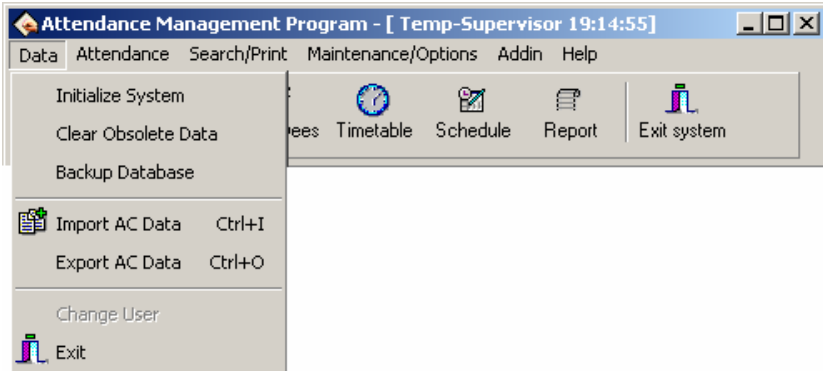 Attendance Management Program - [ Temp-Supervisor 19:14:55]
Data Attendance Search/Print Maintenance/Options Addin Help
Timetable Schedule Report Exit system
Initialize System
Clear Obsolete Data
Backup Database
Import AC Data Ctrl+I
Export AC Data Ctrl+O
Change User
Exit